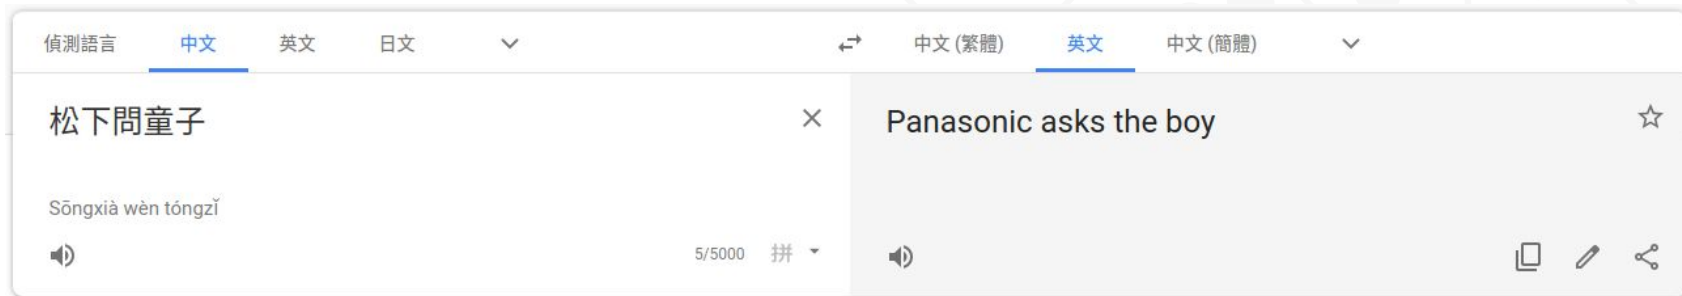 偵測語言 中文 英文 日文 中文 (繁體) 英文 中文 (簡體)
松下問童子
Panasonic asks the boy
Sōngxià wèn tóngzǐ
5/5000 拼